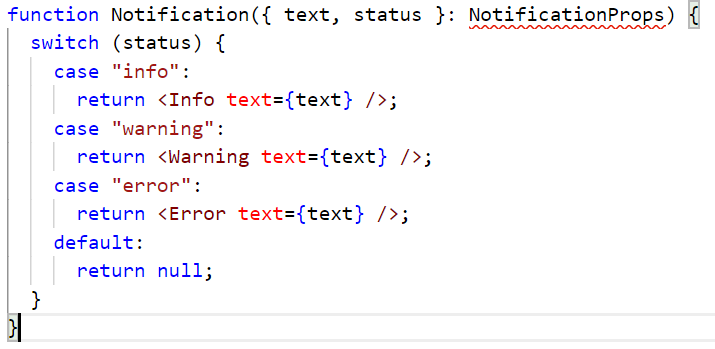 function Notification({ text, status }: NotificationProps) {
  switch (status) {
    case "info":
      return <Info text={text} />;
    case "warning":
      return <Warning text={text} />;
    case "error":
      return <Error text={text} />;
    default:
      return null;
  }
}